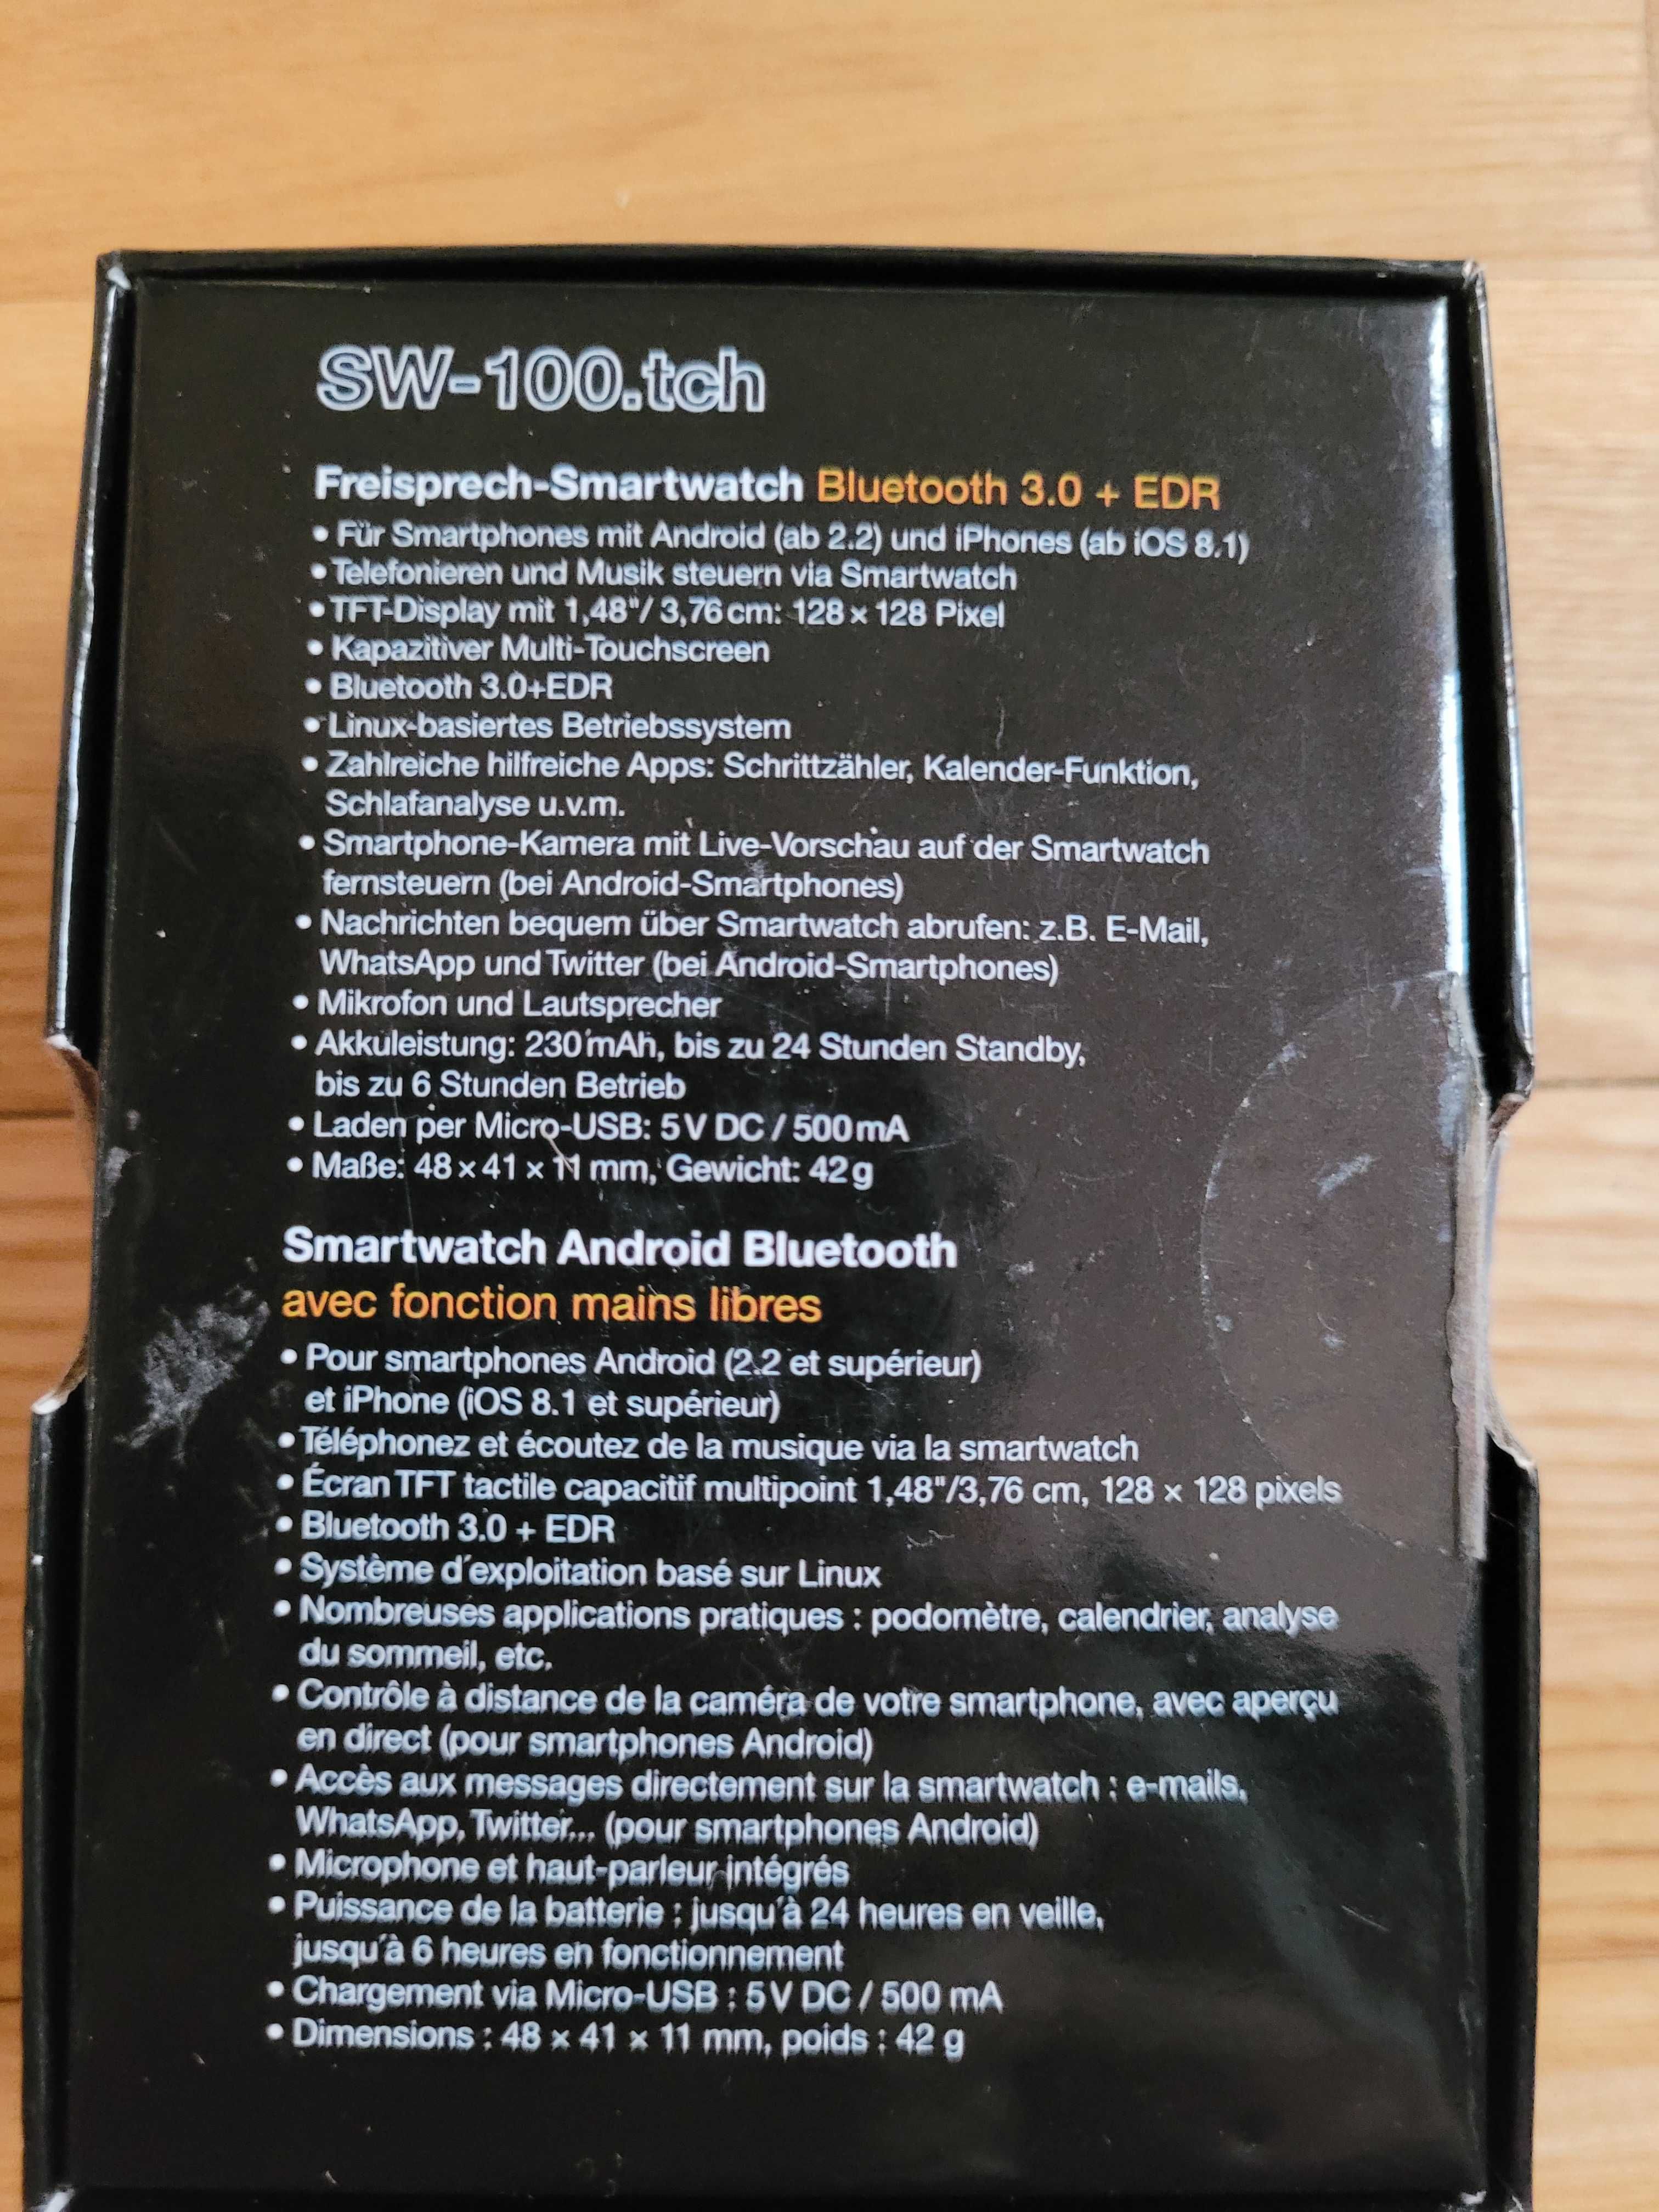 SW-100.tch
Freisprech-Smartwatch Bluetooth 3.0 + EDR
• Für Smartphones mit Android (ab 2.2) und iPhones (ab iOS 8.1)
• Telefonieren und Musik steuern via Smartwatch
• TFT-Display mit 1,48"/ 3,76 cm: 128 x 128 Pixel
• Kapazitiver Multi-Touchscreen
• Bluetooth 3.0+EDR
• Linux-basiertes Betriebssystem
• Zahlreiche hilfreiche Apps: Schrittzähler, Kalender-Funktion,
Schlafanalyse u.v.m.
• Smartphone-Kamera mit Live-Vorschau auf der Smartwatch
fernsteuern (bei Android-Smartphones)
• Nachrichten bequem über Smartwatch abrufen: z.B. E-Mail,
WhatsApp und Twitter (bei Android-Smartphones)
• Mikrofon und Lautsprecher
• Akkuleistung: 230 mAh, bis zu 24 Stunden Standby,
bis zu 6 Stunden Betrieb
• Laden per Micro-USB: 5 V DC / 500 mA
• Maße: 48 x 41 x 11 mm, Gewicht: 42 g
Smartwatch Android Bluetooth
avec fonction mains libres
• Pour smartphones Android (2.2 et supérieur)
et iPhone (iOS 8.1 et supérieur)
• Téléphonez et écoutez de la musique via la smartwatch
• Écran TFT tactile capacitif multipoint 1,48"/3,76 cm, 128 × 128 pixels
• Bluetooth 3.0 + EDR
• Système d´exploitation basé sur Linux
• Nombreuses applications pratiques : podomètre, calendrier, analyse
du sommeil, etc.
• Contrôle à distance de la caméra de votre smartphone, avec aperçu
en direct (pour smartphones Android)
• Accès aux messages directement sur la smartwatch : e-mails,
WhatsApp, Twitter... (pour smartphones Android)
• Microphone et haut-parleur intégrés
• Puissance de la batterie : jusqu´à 24 heures en veille,
jusqu´à 6 heures en fonctionnement
• Chargement via Micro-USB : 5 V DC / 500 mA
• Dimensions : 48 × 41 × 11 mm, poids : 42 g